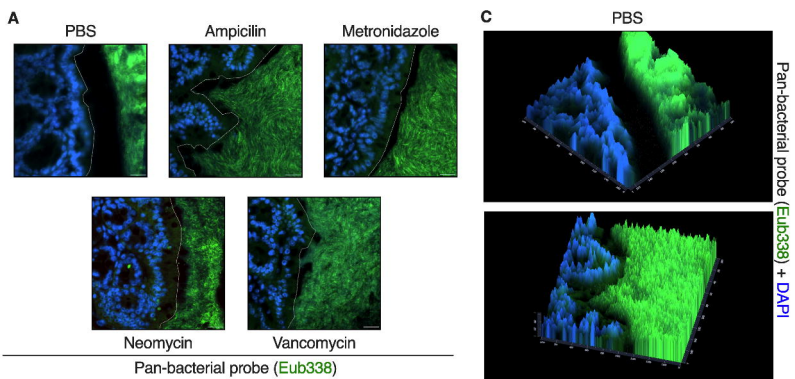 A
PBS
Ampicilin
Metronidazole
Neomycin
Vancomycin
Pan-bacterial probe (Eub338)
C
PBS
Pan-bacterial probe (Eub338) + DAPI